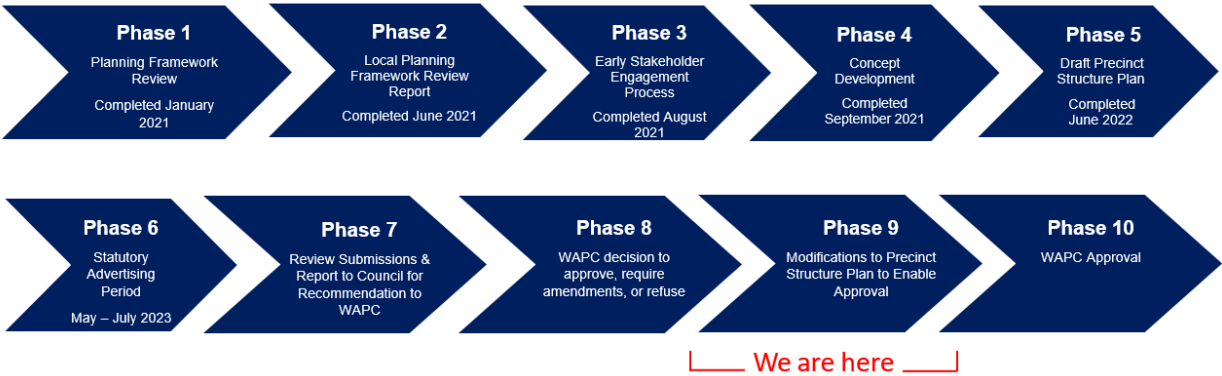 Phase 1
Planning Framework
Review
Completed January
2021
Phase 2
Local Planning
Framework Review
Report
Completed June 2021
Phase 3
Early Stakeholder
Engagement
Process
Completed August
2021
Phase 4
Concept
Development
Completed
September 2021
Phase 5
Draft Precinct
Structure Plan
Completed
June 2022
Phase 6
Statutory
Advertising
Period
May – July 2023
Phase 7
Review Submissions &
Report to Council for
Recommendation to
WAPC
Phase 8
WAPC decision to
approve, require
amendments, or refuse
Phase 9
Modifications to Precinct
Structure Plan to Enable
Approval
Phase 10
WAPC Approval
We are here